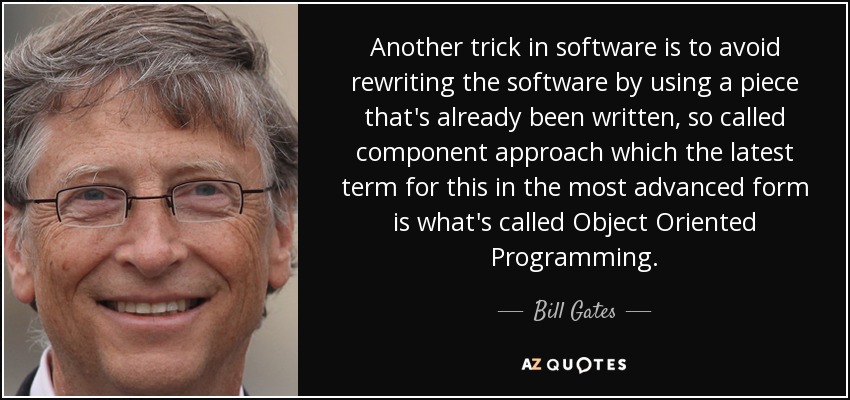 Another trick in software is to avoid
rewriting the software by using a piece
that's already been written, so called
component approach which the latest
term for this in the most advanced form
is what's called Object Oriented
Programming.
Bill Gates
AZ QUOTES